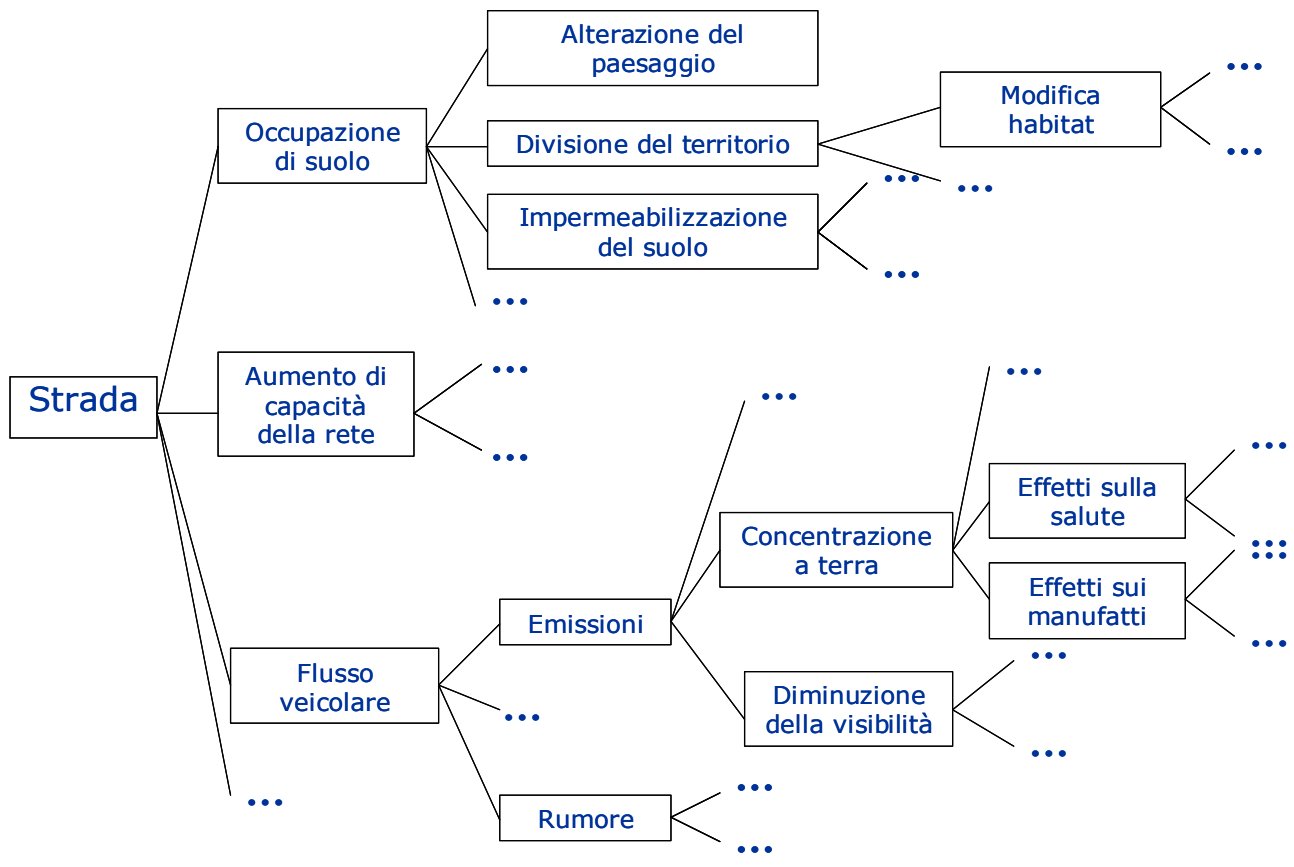 Alterazione del
paesaggio
...
Modifica
habitat
...
Occupazione
di suolo
Divisione del territorio
...
...
Impermeabilizzazione
del suolo
...
...
...
Aumento di
capacità
della rete
...
...
Strada
...
...
Concentrazione
a terra
Effetti sulla
salute
...
...
...
Effetti sui
manufatti
...
Emissioni
Flusso
veicolare
...
Diminuzione
della visibilità
...
...
...
Rumore
...
...